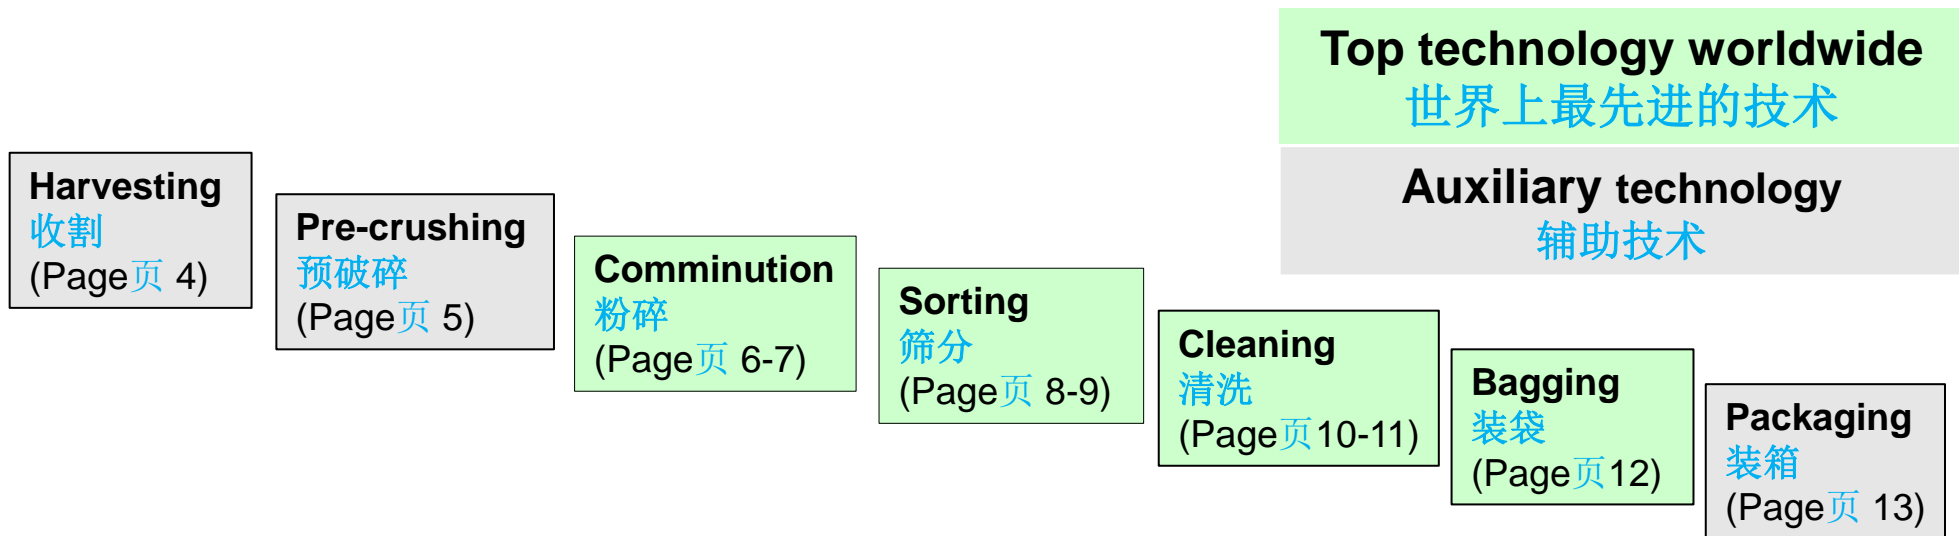 Top technology worldwide
世界上最先进的技术
Auxiliary technology
辅助技术
Harvesting
收割
(Page页 4)
Pre-crushing
预破碎
(Page页 5)
Comminution
粉碎
(Page页 6-7)
Sorting
筛分
(Page页 8-9)
Cleaning
清洗
(Page页10-11)
Bagging
装袋
(Page页12)
Packaging
装箱
(Page页 13)